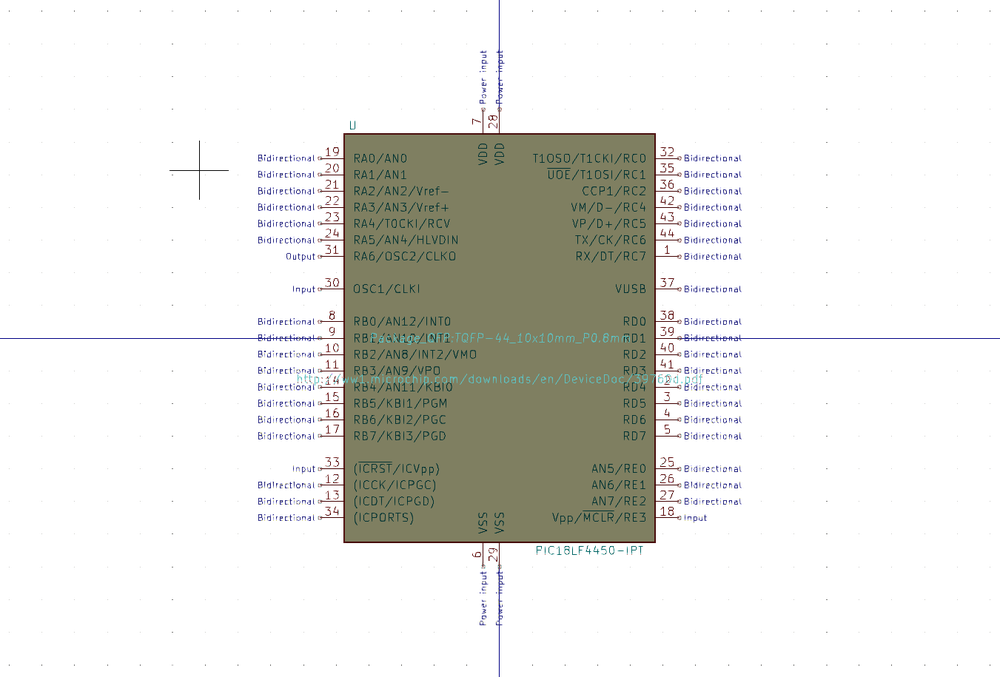 Power input Power input
7 28
U
VDD VDD
Bidirectional 19 RA0/AN0 T1OSO/T1CKI/RC0 32 Bidirectional
Bidirectional 20 RA1/AN1 UOE/T1OSI/RC1 35 Bidirectional
Bidirectional 21 RA2/AN2/Vref- CCP1/RC2 36 Bidirectional
Bidirectional 22 RA3/AN3/Vref+ VM/D-/RC4 42 Bidirectional
Bidirectional 23 RA4/T0CKI/RCV VP/D+/RC5 43 Bidirectional
Bidirectional 24 RA5/AN4/HLVDIN TX/CK/RC6 44 Bidirectional
Output 31 RA6/OSC2/CLKO RX/DT/RC7 1 Bidirectional
Input 30 OSC1/CLKI VUSB 37 Bidirectional
Bidirectional 8 RB0/AN12/INT0 RD0 38 Bidirectional
Bidirectional 9 RB1/AN10/INT1 Package_QFP:TQFP-44_10x10mm_P0.8mm RD1 39 Bidirectional
Bidirectional 10 RB2/AN8/INT2/VMO RD2 40 Bidirectional
Bidirectional 11 RB3/AN9/VPO RD3 41 Bidirectional
http://ww1.microchip.com/downloads/en/DeviceDoc/39760d.pdf
Bidirectional 14 RB4/AN11/KBI0 RD4 2 Bidirectional
Bidirectional 15 RB5/KBI1/PGM RD5 3 Bidirectional
Bidirectional 16 RB6/KBI2/PGC RD6 4 Bidirectional
Bidirectional 17 RB7/KBI3/PGD RD7 5 Bidirectional
Input 33 (ICRST/ICVpp) AN5/RE0 25 Bidirectional
Bidirectional 12 (ICCK/ICPGC) AN6/RE1 26 Bidirectional
Bidirectional 13 (ICDT/ICPGD) AN7/RE2 27 Bidirectional
Bidirectional 34 (ICPORTS) Vpp/MCLR/RE3 18 Input
VSS VSS
6 29
PIC18LF4450-IPT
Power input Power input